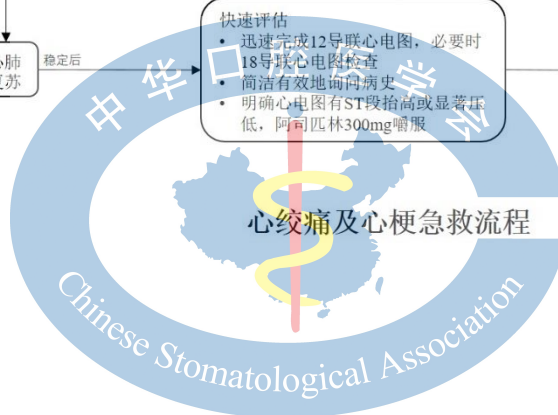 快速评估
• 迅速完成12导联心电图，必要时
18导联心电图检查
• 简洁有效地询问病史
• 明确心电图有ST段抬高或显著压
低，阿司匹林300mg嚼服
心肺
复苏
稳定后
中华口腔医学会
心绞痛及心梗急救流程
Chinese Stomatological Association